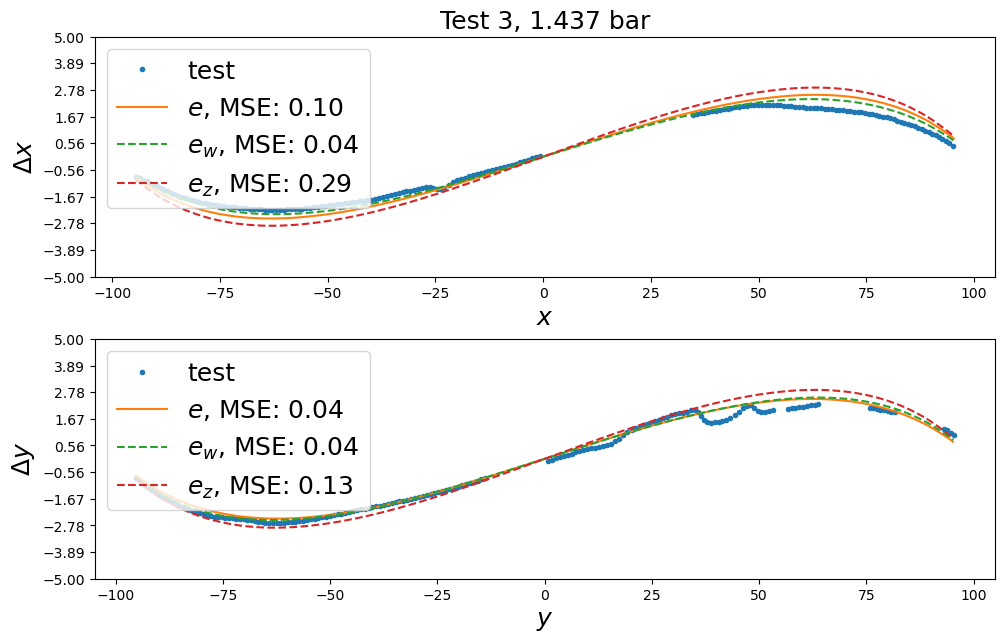 Test 3, 1.437 bar
5.00
3.89
2.78
1.67
0.56
−0.56
−1.67
−2.78
−3.89
−5.00
Δx
test
e, MSE: 0.10
e_w, MSE: 0.04
e_z, MSE: 0.29
−100 −75 −50 −25 0 25 50 75 100
x
5.00
3.89
2.78
1.67
0.56
−0.56
−1.67
−2.78
−3.89
−5.00
Δy
test
e, MSE: 0.04
e_w, MSE: 0.04
e_z, MSE: 0.13
−100 −75 −50 −25 0 25 50 75 100
y